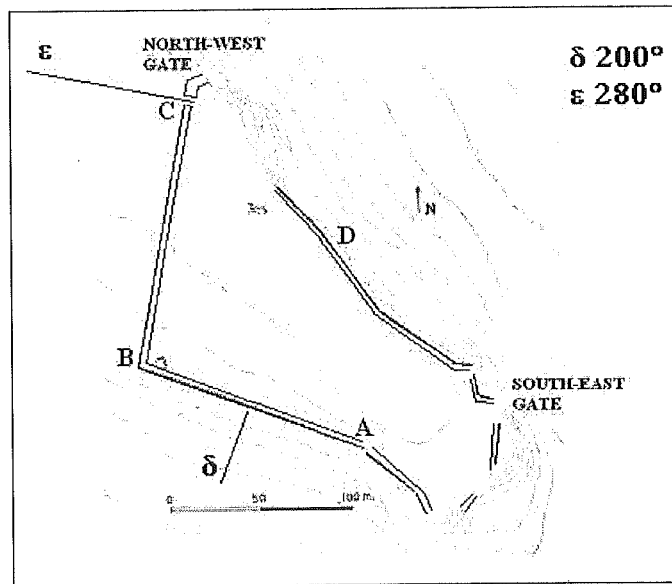 NORTH-WEST
GATE
ε
δ 200°
ε 280°
C
N
D
B
SOUTH-EAST
GATE
A
δ
0 50 100 m.